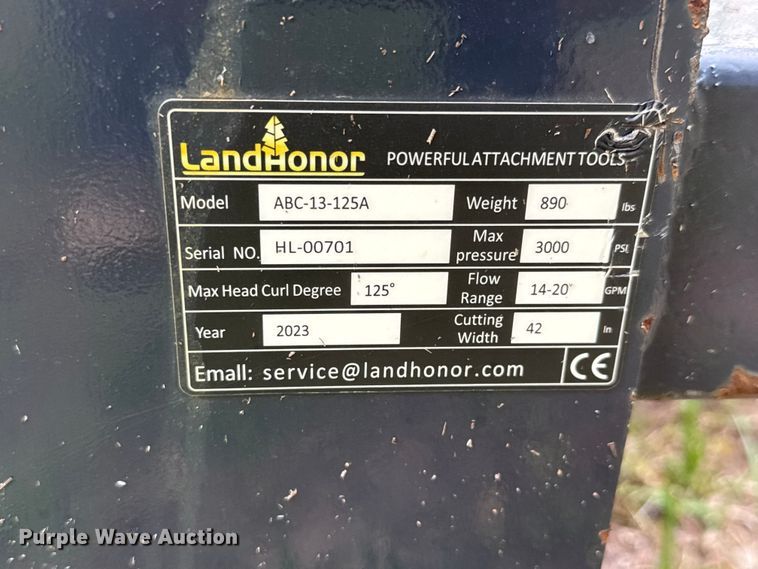 LandHonor POWERFUL ATTACHMENT TOOLS
Model ABC-13-125A Weight 890 lbs
Serial NO. HL-00701 Max pressure 3000 PSI
Max Head Curl Degree 125° Flow Range 14-20 GPM
Year 2023 Cutting Width 42 In
Emall: service@landhonor.com CE
Purple Wave Auction